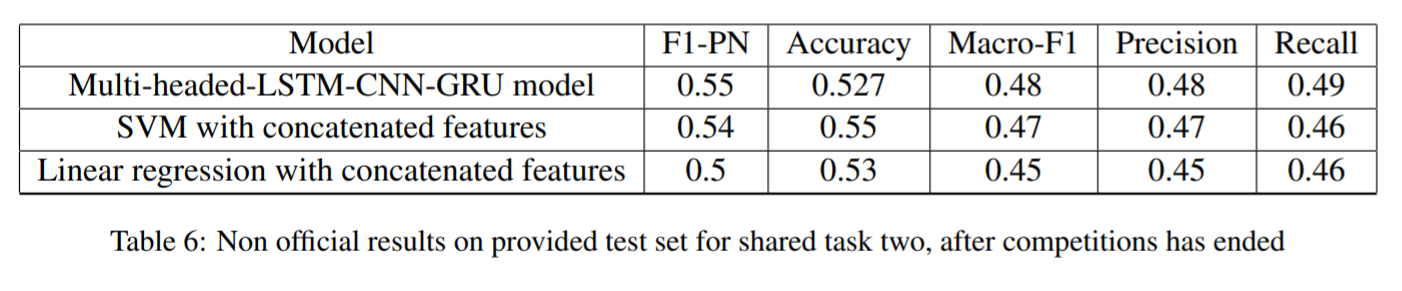 Model F1-PN Accuracy Macro-F1 Precision Recall
Multi-headed-LSTM-CNN-GRU model 0.55 0.527 0.48 0.48 0.49
SVM with concatenated features 0.54 0.55 0.47 0.47 0.46
Linear regression with concatenated features 0.5 0.53 0.45 0.45 0.46
Table 6: Non official results on provided test set for shared task two, after competitions has ended